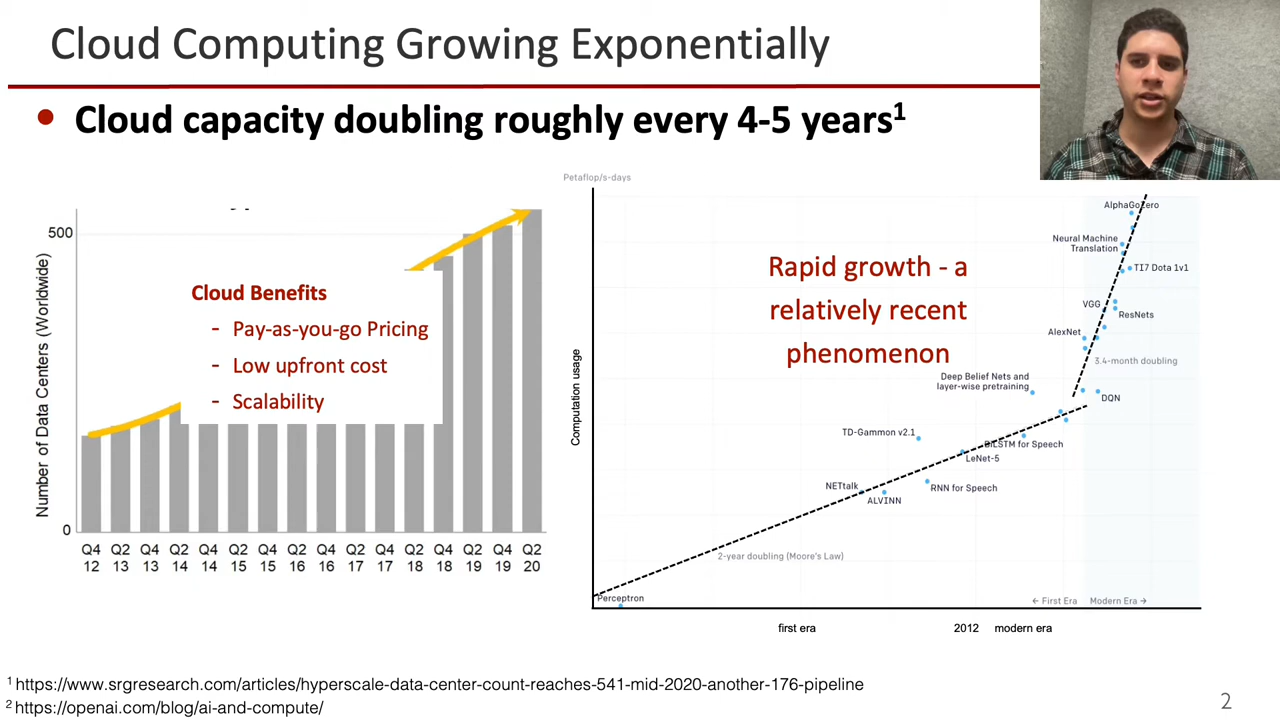 Cloud Computing Growing Exponentially
• Cloud capacity doubling roughly every 4-5 years1
Number of Data Centers (Worldwide)
500
0
Cloud Benefits
- Pay-as-you-go Pricing
- Low upfront cost
- Scalability
Q4 Q2 Q4 Q2 Q2 Q4 Q2 Q4 Q2 Q4 Q2 Q4 Q2 Q4 Q2
12 13 13 14 15 15 16 16 17 17 18 18 19 19 20
Petaflop/s-days
Computation usage
Rapid growth - a
relatively recent
phenomenon
AlphaGoZero
Neural Machine
Translation
TI7 Dota 1v1
VGG
ResNets
AlexNet
3.4-month doubling
Deep Belief Nets and
layer-wise pretraining
DQN
TD-Gammon v2.1
BiLSTM for Speech
LeNet-5
NETtalk
RNN for Speech
ALVINN
2-year doubling (Moore's Law)
Perceptron
← First Era Modern Era →
first era 2012 modern era
1 https://www.srgresearch.com/articles/hyperscale-data-center-count-reaches-541-mid-2020-another-176-pipeline
2 https://openai.com/blog/ai-and-compute/
2